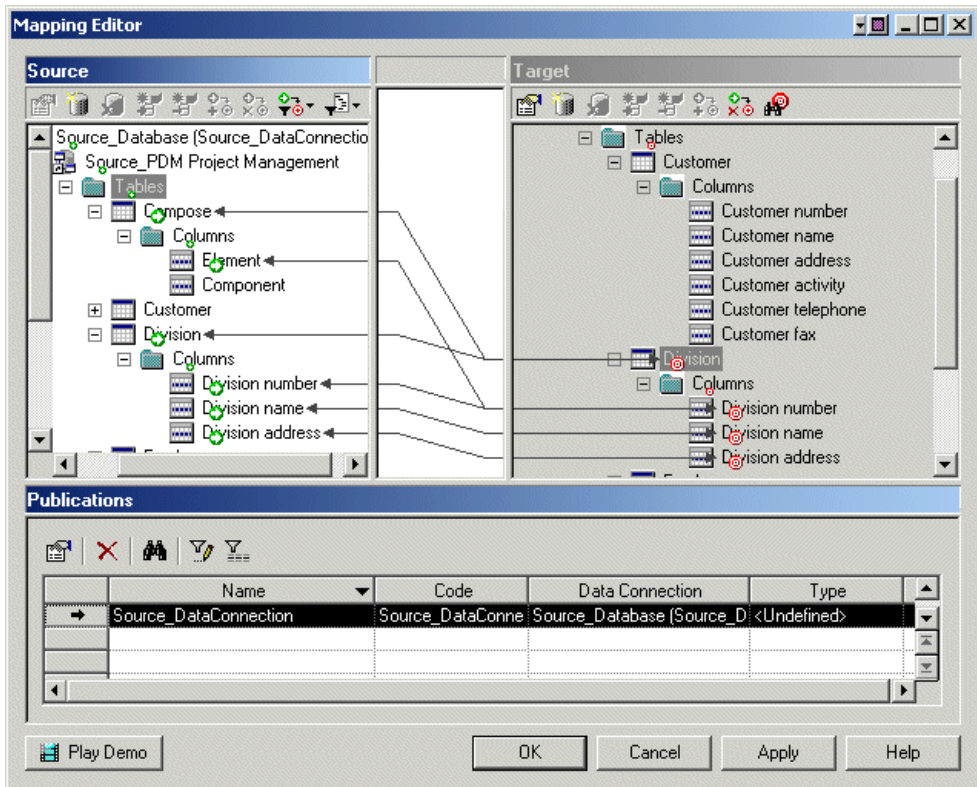 Mapping Editor
Source
Target
Source_Database (Source_DataConnectio
Source_PDM Project Management
Tables
Compose
Columns
Element
Component
Customer
Division
Columns
Division number
Division name
Division address
Tables
Customer
Columns
Customer number
Customer name
Customer address
Customer activity
Customer telephone
Customer fax
Division
Columns
Division number
Division name
Division address
Publications
Name Code Data Connection Type
Source_DataConnection Source_DataConne Source_Database (Source_D <Undefined>
Play Demo OK Cancel Apply Help